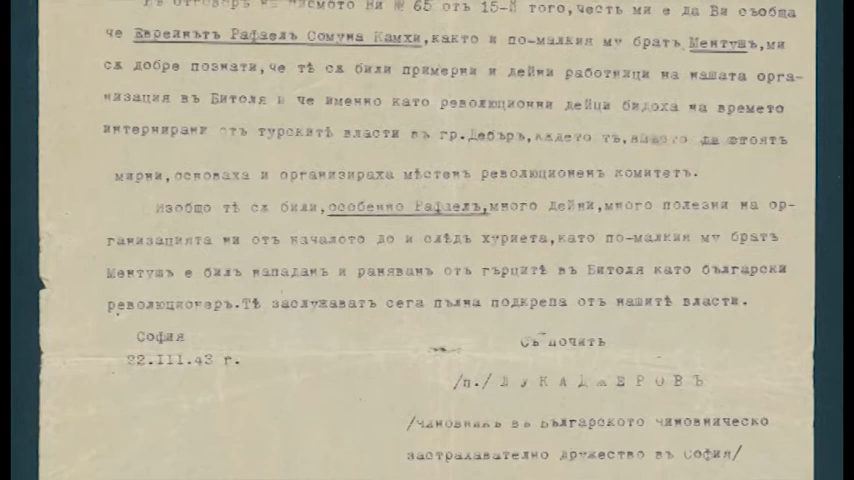 Въ отговоръ на писмото Ви № 65 отъ 15-й того, честь ми е да Ви съобща
че Евреинътъ Рафаелъ Сомуна Камхи, както и по-малкия му братъ Ментушъ, ми
сѫ добре познати, че тѣ сѫ били примерни и дейни работници на нашата орга-
низация въ Битоля и че именно като революционни дейци бидоха на времето
интернирани отъ турскитѣ власти въ гр. Дебъръ, където тѣ, вмѣсто да стоятъ
мирни, основаха и организираха мѣстенъ революционенъ комитетъ.
Изобщо тѣ сѫ били, особенно Рафаелъ, много дейни, много полезни на ор-
ганизацията ни отъ началото до и следъ хуриета, като по-малкия му братъ
Ментушъ е билъ нападанъ и раняванъ отъ гърцитѣ въ Битоля като български
революционеръ. Тѣ заслужаватъ сега пълна подкрепа отъ нашитѣ власти.
София
22.III.43 г.
Съ почить
/п./ ЛУКА ДЖЕРОВЪ
/чиновникъ въ Българското чиновническо
застрахавателно дружество въ София/